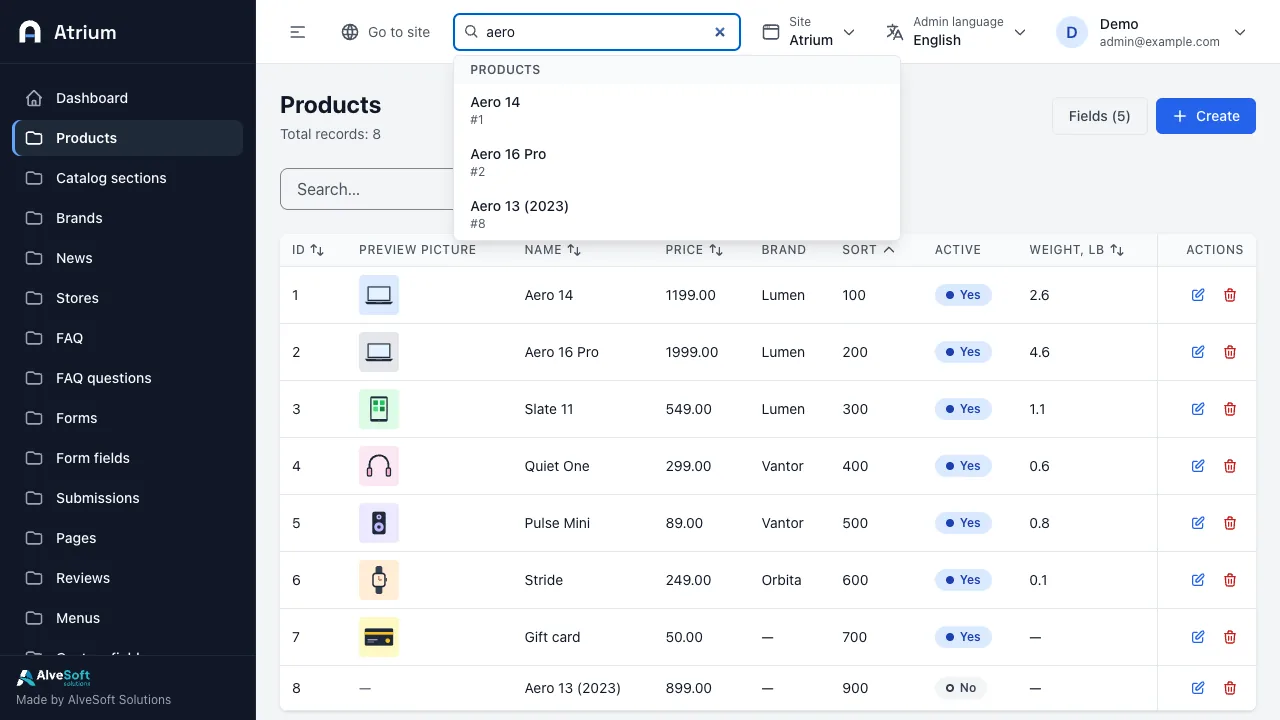 Atrium
Dashboard
Products
Catalog sections
Brands
News
Stores
FAQ
FAQ questions
Forms
Form fields
Submissions
Pages
Reviews
Menus
AlveSoft
solutions
Made by AlveSoft Solutions
Go to site
aero
Site
Atrium
Admin language
English
D
Demo
admin@example.com
PRODUCTS
Aero 14
#1
Aero 16 Pro
#2
Aero 13 (2023)
#8
Products
Total records: 8
Fields (5)
Create
Search...
ID PREVIEW PICTURE NAME PRICE BRAND SORT ACTIVE WEIGHT, LB ACTIONS
1 Aero 14 1199.00 Lumen 100 Yes 2.6
2 Aero 16 Pro 1999.00 Lumen 200 Yes 4.6
3 Slate 11 549.00 Lumen 300 Yes 1.1
4 Quiet One 299.00 Vantor 400 Yes 0.6
5 Pulse Mini 89.00 Vantor 500 Yes 0.8
6 Stride 249.00 Orbita 600 Yes 0.1
7 Gift card 50.00 — 700 Yes —
8 — Aero 13 (2023) 899.00 — 900 No —